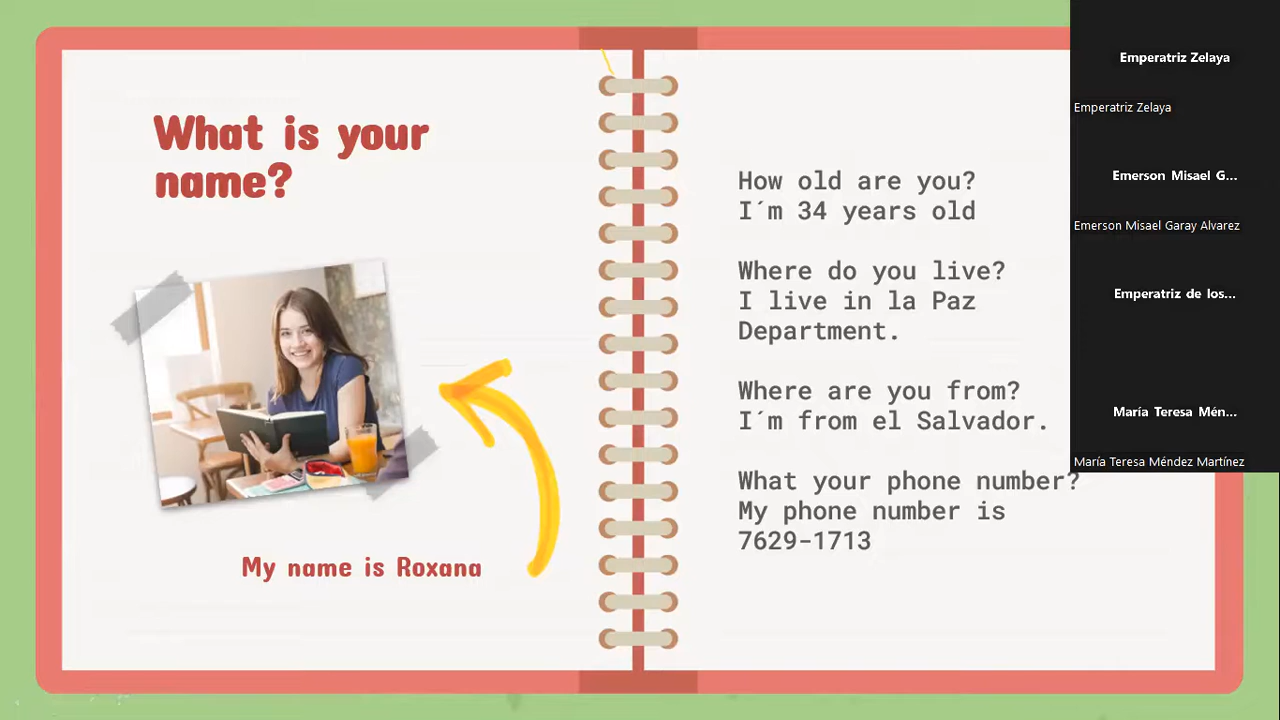 What is your
name?
My name is Roxana
How old are you?
I´m 34 years old
Where do you live?
I live in la Paz
Department.
Where are you from?
I´m from el Salvador.
What your phone number?
My phone number is
7629-1713
Emperatriz Zelaya
Emperatriz Zelaya
Emerson Misael G...
Emerson Misael Garay Alvarez
Emperatriz de los...
María Teresa Mén...
María Teresa Méndez Martínez